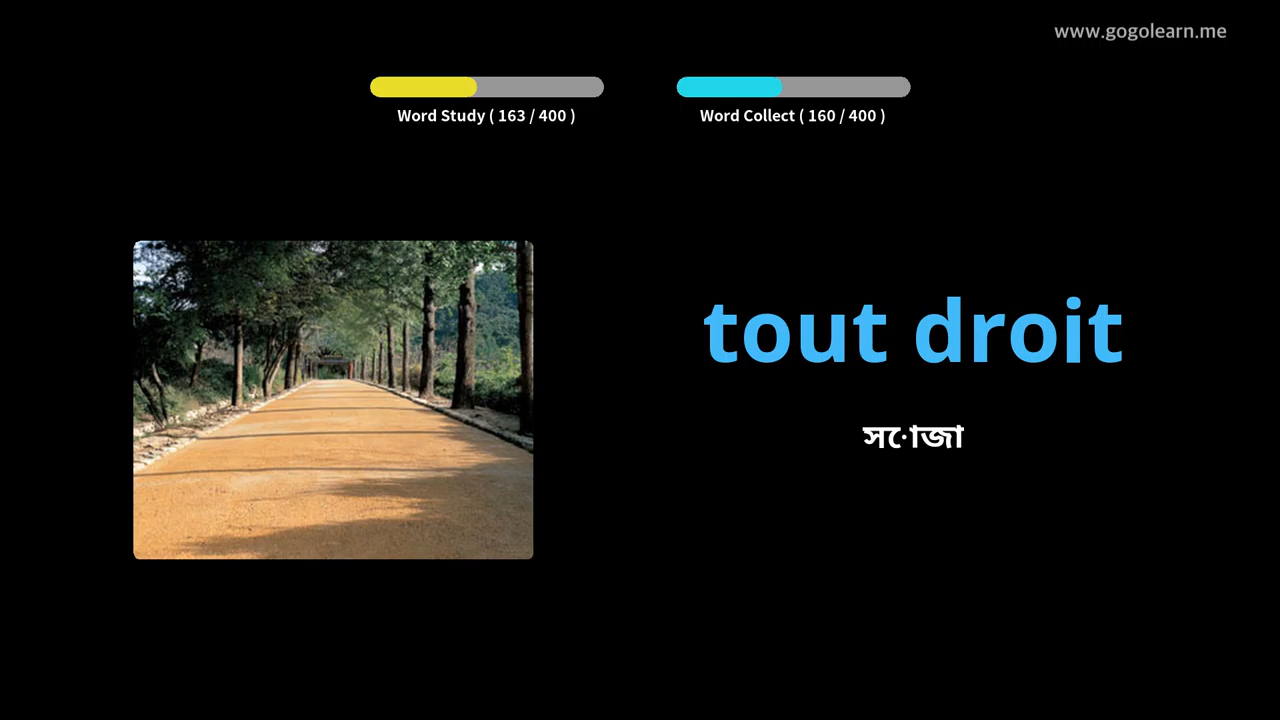 www.gogolearn.me
Word Study ( 163 / 400 )
Word Collect ( 160 / 400 )
tout droit
সোজা